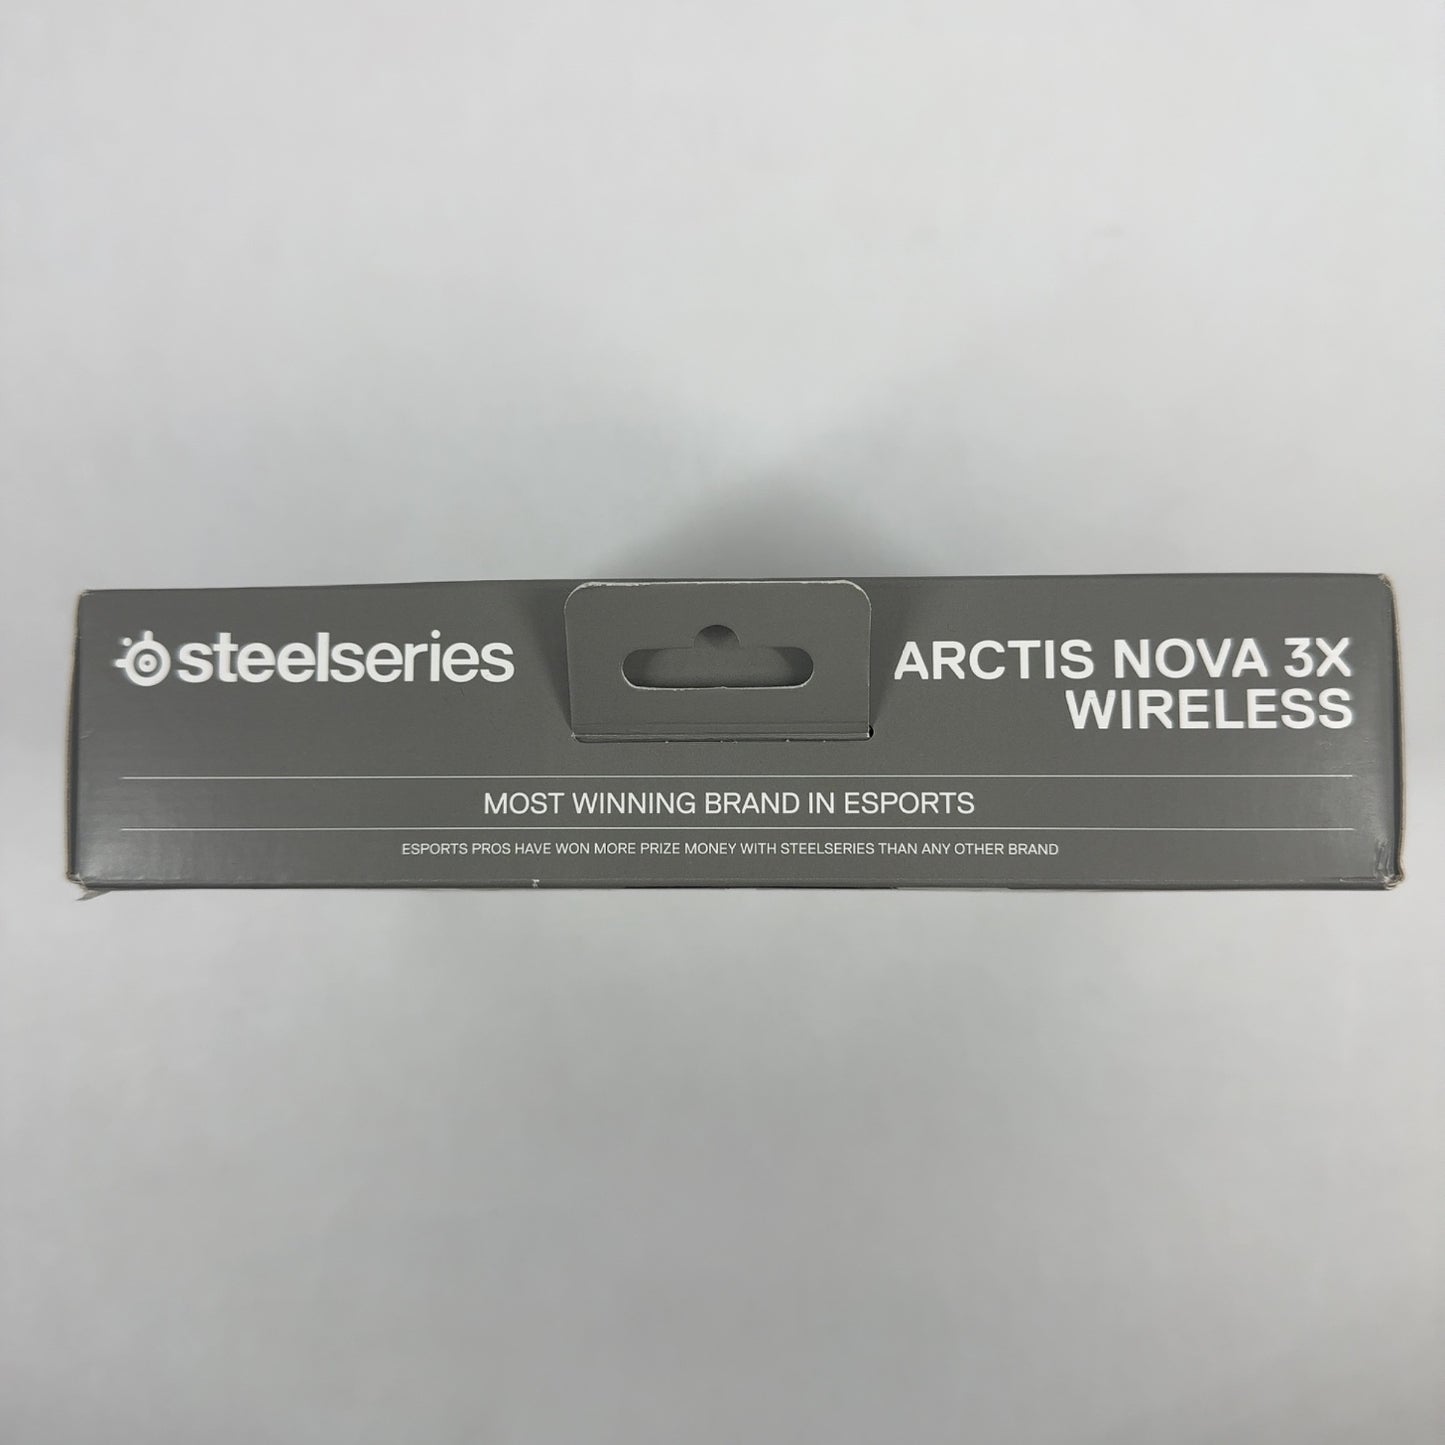 steelseries
ARCTIS NOVA 3X
WIRELESS
MOST WINNING BRAND IN ESPORTS
ESPORTS PROS HAVE WON MORE PRIZE MONEY WITH STEELSERIES THAN ANY OTHER BRAND